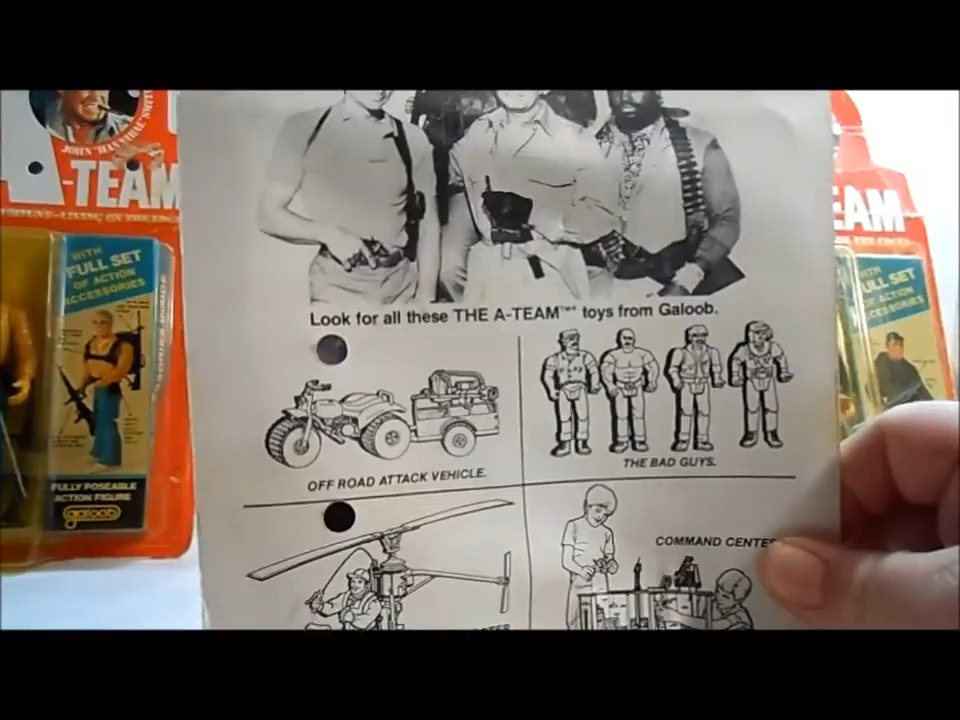 JOHN "HANNIBAL" SMITH
A-TEAM
WITH
FULL SET
OF ACTION
ACCESSORIES
FULLY POSEABLE
ACTION FIGURE
galoob
Look for all these THE A-TEAM™ toys from Galoob.
OFF ROAD ATTACK VEHICLE.
THE BAD GUYS.
COMMAND CENTE
EAM
WITH
FULL SET
OF ACTION
ACCESSORIES